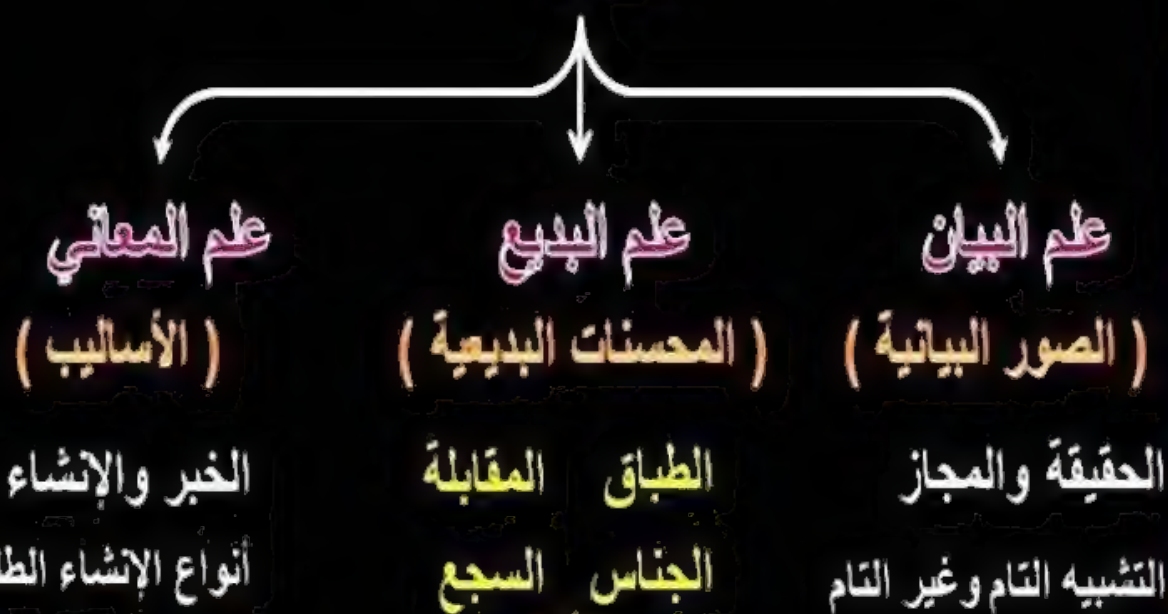 علم البيان علم البديع علم المعاني
( الصور البيانية ) ( المحسنات البديعية ) ( الأساليب )
الحقيقة والمجاز الطباق المقابلة الخبر والإنشاء
التشبيه التام وغير التام الجناس السجع أنواع الإنشاء